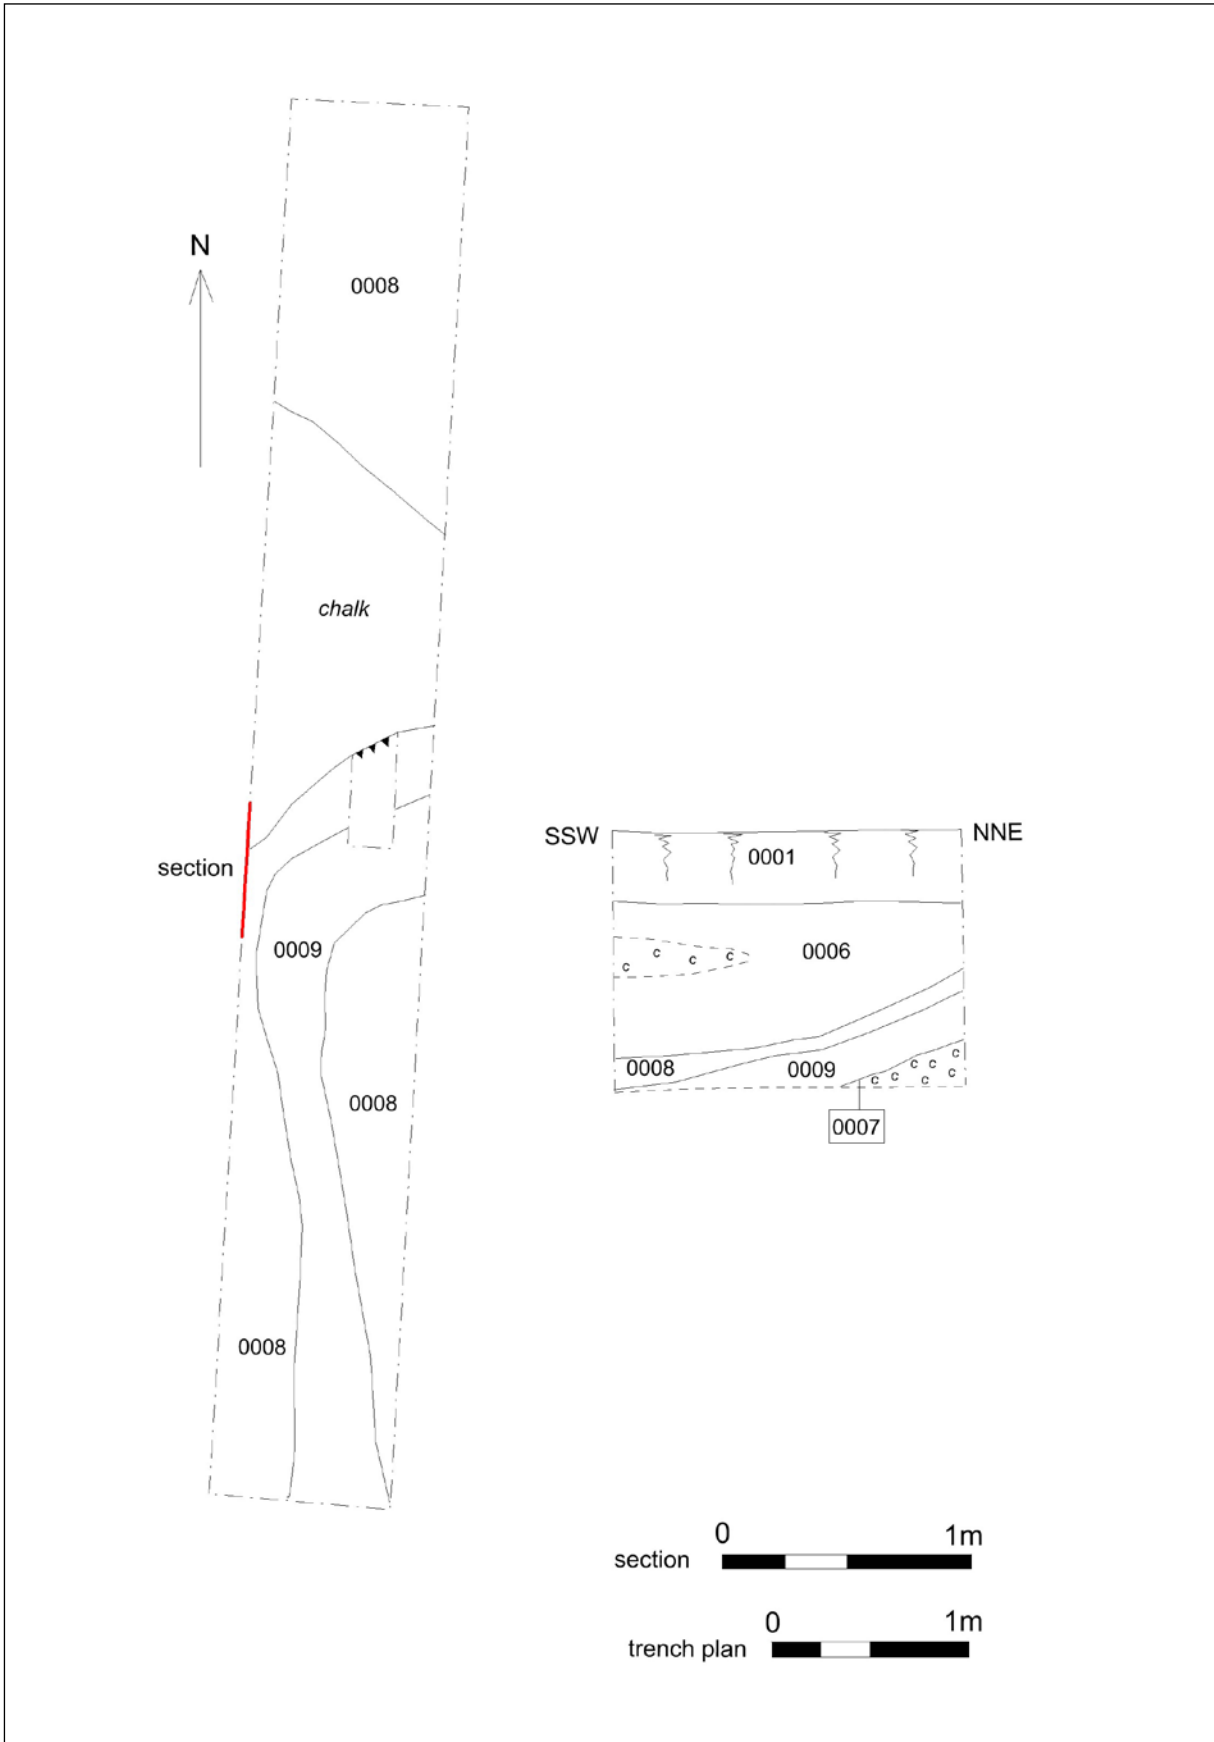 N
0008
chalk
section
0009
0008
0008
SSW
NNE
0001
0006
c c c c
0008
0009
c c c c c c c
0007
0 1m
section
0 1m
trench plan